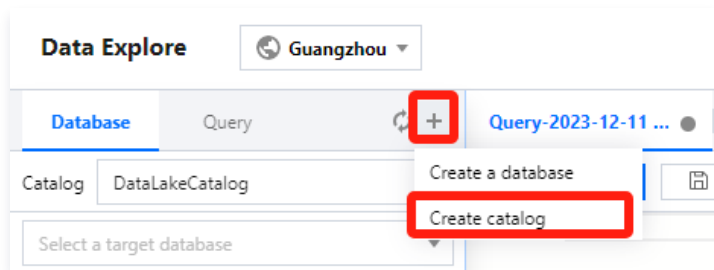 Data Explore Guangzhou
Database Query + Query-2023-12-11 ...
Catalog DataLakeCatalog
Create a database
Create catalog
Select a target database